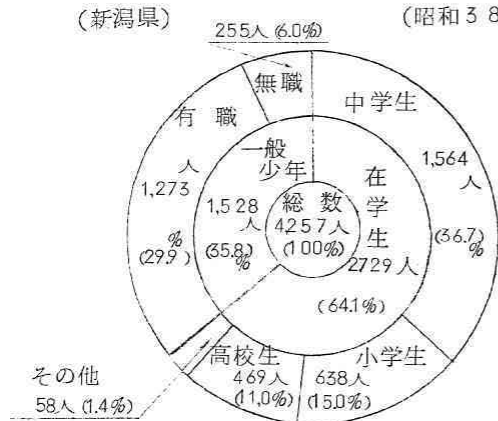 (新潟県)
(昭和38
255人(6.0%)
無職
中学生
1,564
人
(36.7)
%
有職
人
1,273
%
(29.9)
一般
少年
1,528
人
(35.8)
%
総数
4,257人
(100%)
在学生
2729人
(64.1%)
小学生
638人
(15.0%)
高校生
469人
(11,0%)
その他
58人(1.4%)